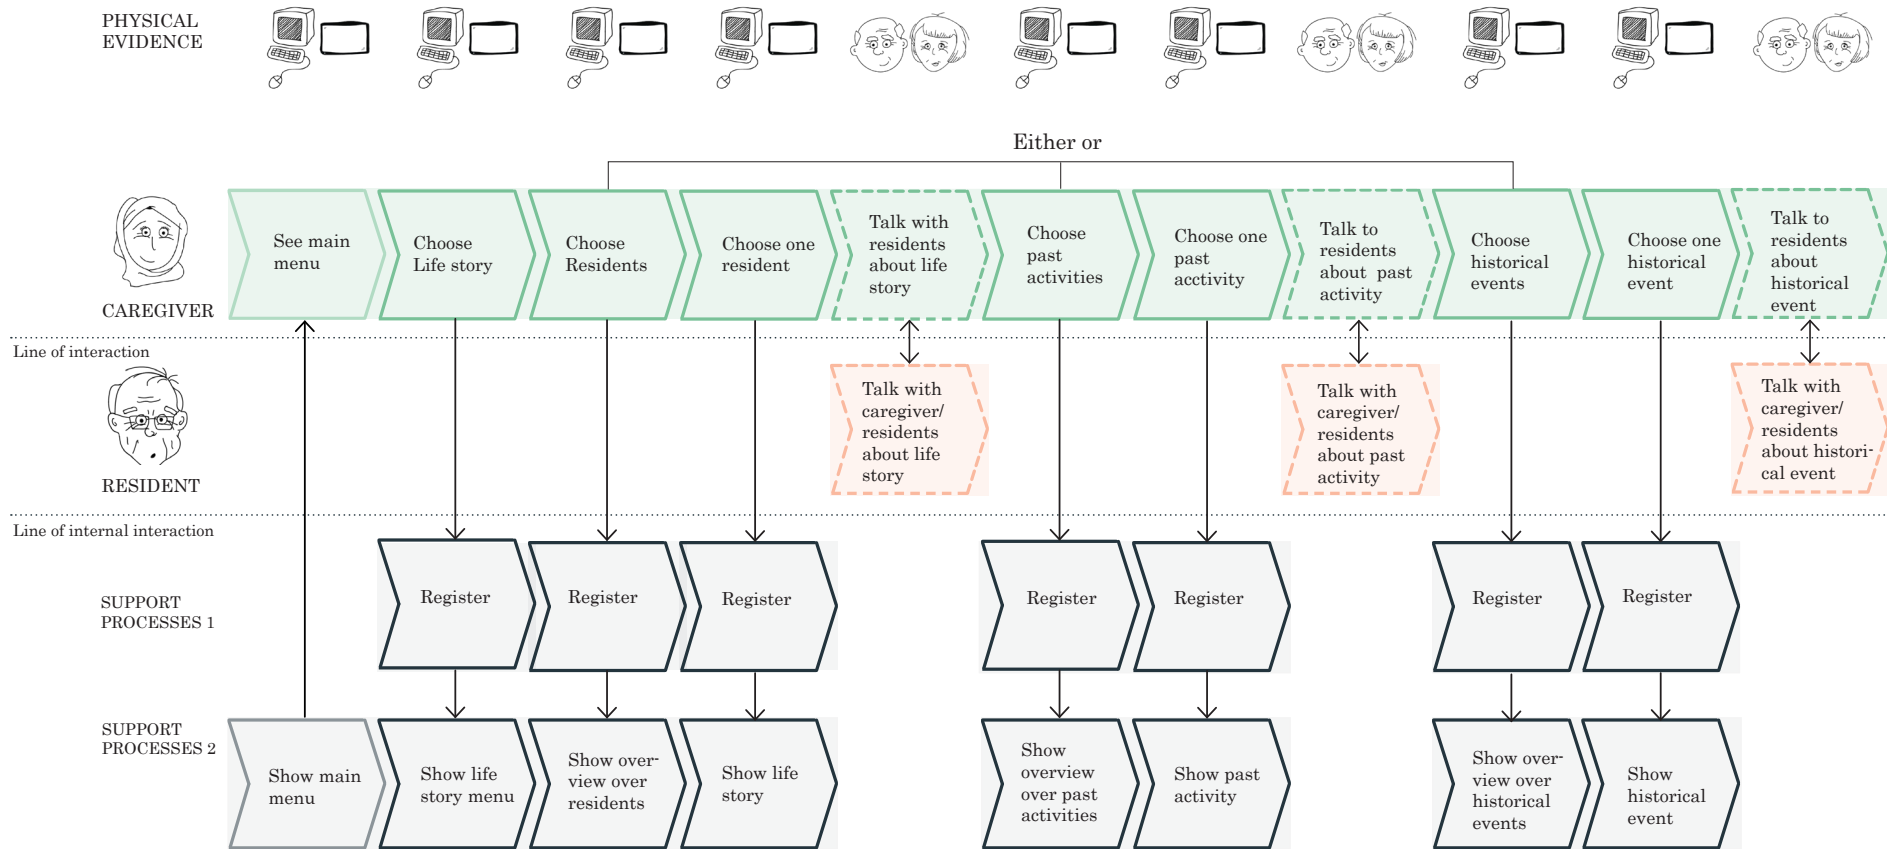 PHYSICAL
EVIDENCE
Either or
CAREGIVER
See main
menu
Choose
Life story
Choose
Residents
Choose one
resident
Talk with
residents
about life
story
Choose
past
activities
Choose one
past
acctivity
Talk to
residents
about past
activity
Choose
historical
events
Choose one
historical
event
Talk to
residents
about
historical
event
Line of interaction
RESIDENT
Talk with
caregiver/
residents
about life
story
Talk with
caregiver/
residents
about past
activity
Talk with
caregiver/
residents
about histori-
cal event
Line of internal interaction
SUPPORT
PROCESSES 1
Register
Register
Register
Register
Register
Register
Register
SUPPORT
PROCESSES 2
Show main
menu
Show life
story menu
Show over-
view over
residents
Show life
story
Show
overview
over past
activities
Show past
activity
Show over-
view over
historical
events
Show
historical
event